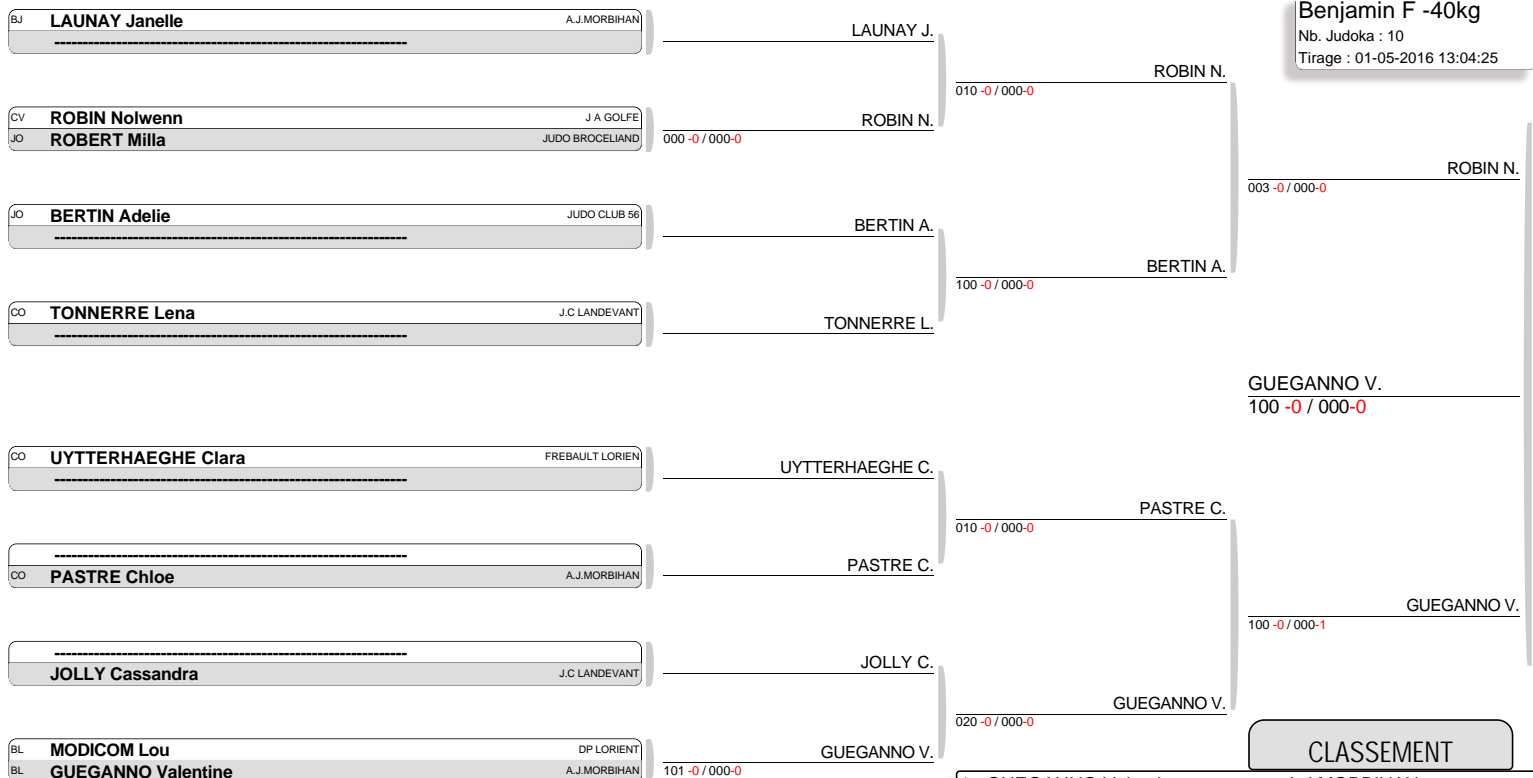 Benjamin F -40kg
Nb. Judoka : 10
Tirage : 01-05-2016 13:04:25
BJ LAUNAY Janelle A.J.MORBIHAN
----------------------------------------------------------------------
LAUNAY J.
ROBIN N.
010 -0 / 000-0
CV ROBIN Nolwenn J A GOLFE
JO ROBERT Milla JUDO BROCELIAND
ROBIN N.
000 -0 / 000-0
ROBIN N.
003 -0 / 000-0
JO BERTIN Adelie JUDO CLUB 56
----------------------------------------------------------------------
BERTIN A.
BERTIN A.
100 -0 / 000-0
CO TONNERRE Lena J.C LANDEVANT
----------------------------------------------------------------------
TONNERRE L.
GUEGANNO V.
100 -0 / 000-0
CO UYTTERHAEGHE Clara FREBAULT LORIEN
----------------------------------------------------------------------
UYTTERHAEGHE C.
PASTRE C.
010 -0 / 000-0
----------------------------------------------------------------------
CO PASTRE Chloe A.J.MORBIHAN
PASTRE C.
GUEGANNO V.
100 -0 / 000-1
----------------------------------------------------------------------
JOLLY Cassandra J.C LANDEVANT
JOLLY C.
GUEGANNO V.
020 -0 / 000-0
BL MODICOM Lou DP LORIENT
BL GUEGANNO Valentine A.J.MORBIHAN
GUEGANNO V.
101 -0 / 000-0
CLASSEMENT